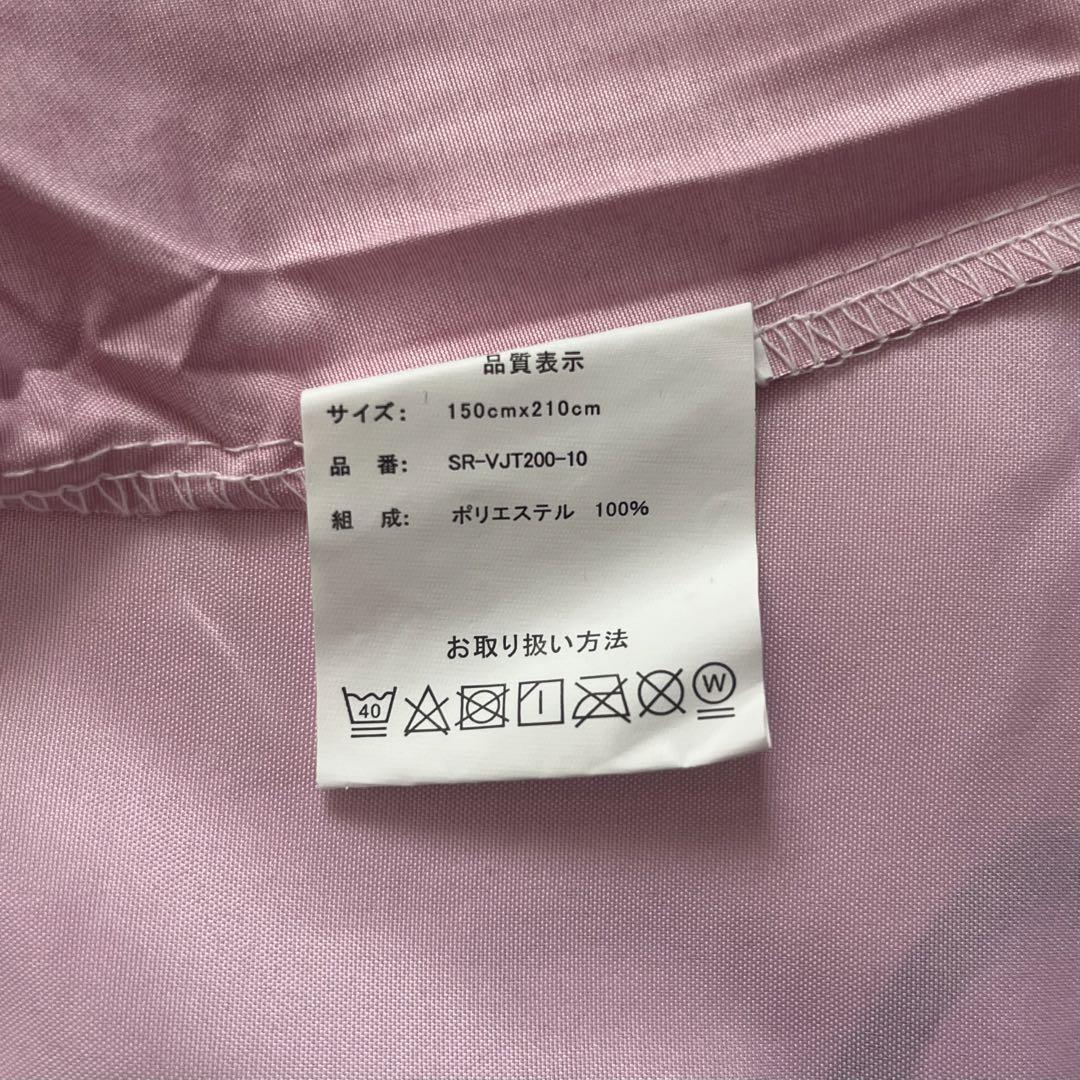 品質表示
サイズ: 150cmx210cm
品 番: SR-VJT200-10
組 成: ポリエステル 100%
お取り扱い方法
40 W